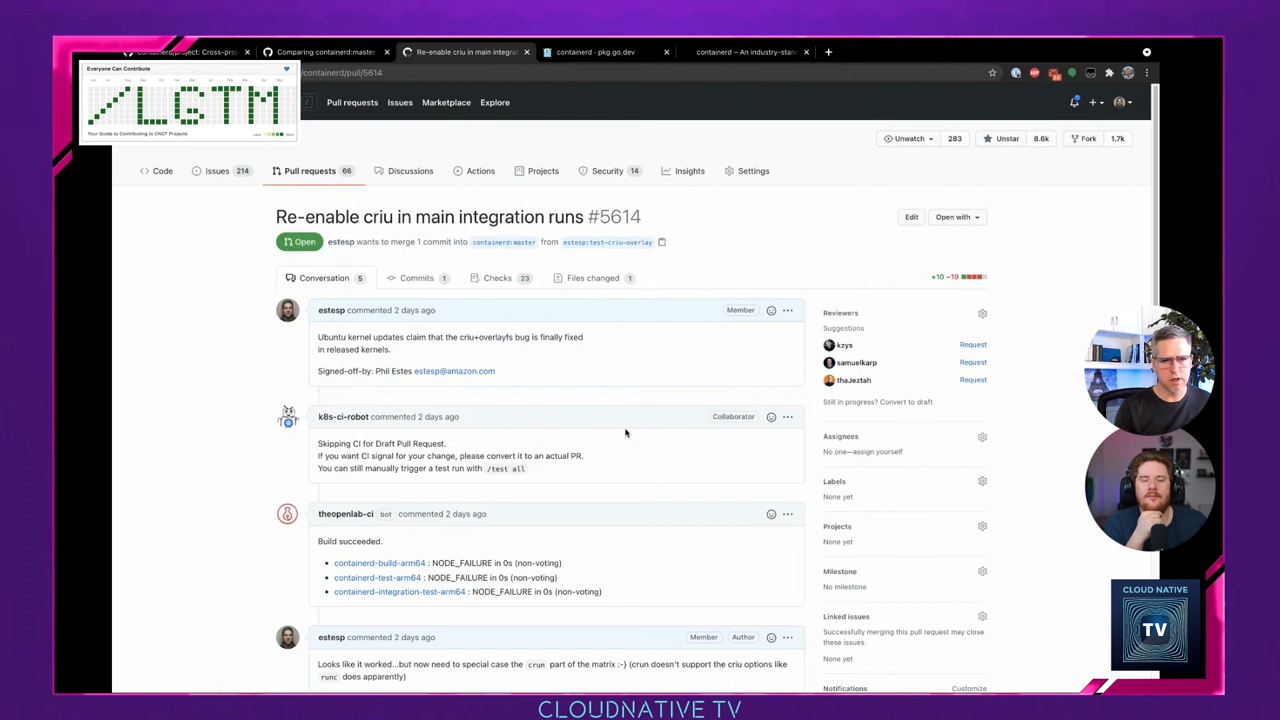 containerd/project: Cross-proj
Comparing containerd:master
Re-enable criu in main integrat
containerd · pkg.go.dev
containerd – An industry-stan
containerd/pull/5614
Everyone Can Contribute
/LGTM
Your Guide to Contributing to CNCF Projects
Less
More
Pull requests
Issues
Marketplace
Explore
Unwatch
283
Unstar
8.6k
Fork
1.7k
Code
Issues 214
Pull requests 66
Discussions
Actions
Projects
Security 14
Insights
Settings
Re-enable criu in main integration runs #5614
Edit
Open with
Open
estesp wants to merge 1 commit into containerd:master from estesp:test-criu-overlay
Conversation 5
Commits 1
Checks 23
Files changed 1
+10 −19
estesp commented 2 days ago
Member
Ubuntu kernel updates claim that the criu+overlayfs bug is finally fixed
in released kernels.
Signed-off-by: Phil Estes estesp@amazon.com
k8s-ci-robot commented 2 days ago
Collaborator
Skipping CI for Draft Pull Request.
If you want CI signal for your change, please convert it to an actual PR.
You can still manually trigger a test run with /test all
theopenlab-ci bot commented 2 days ago
Build succeeded.
containerd-build-arm64 : NODE_FAILURE in 0s (non-voting)
containerd-test-arm64 : NODE_FAILURE in 0s (non-voting)
containerd-integration-test-arm64 : NODE_FAILURE in 0s (non-voting)
estesp commented 2 days ago
Member
Author
Looks like it worked...but now need to special case the crun part of the matrix :-} (crun doesn't support the criu options like
runc does apparently)
Reviewers
Suggestions
kzys
Request
samuelkarp
Request
thaJeztah
Request
Still in progress? Convert to draft
Assignees
No one—assign yourself
Labels
None yet
Projects
None yet
Milestone
No milestone
Linked issues
Successfully merging this pull request may close
these issues.
None yet
Notifications
Customize
CLOUD NATIVE
TV
CLOUDNATIVE TV